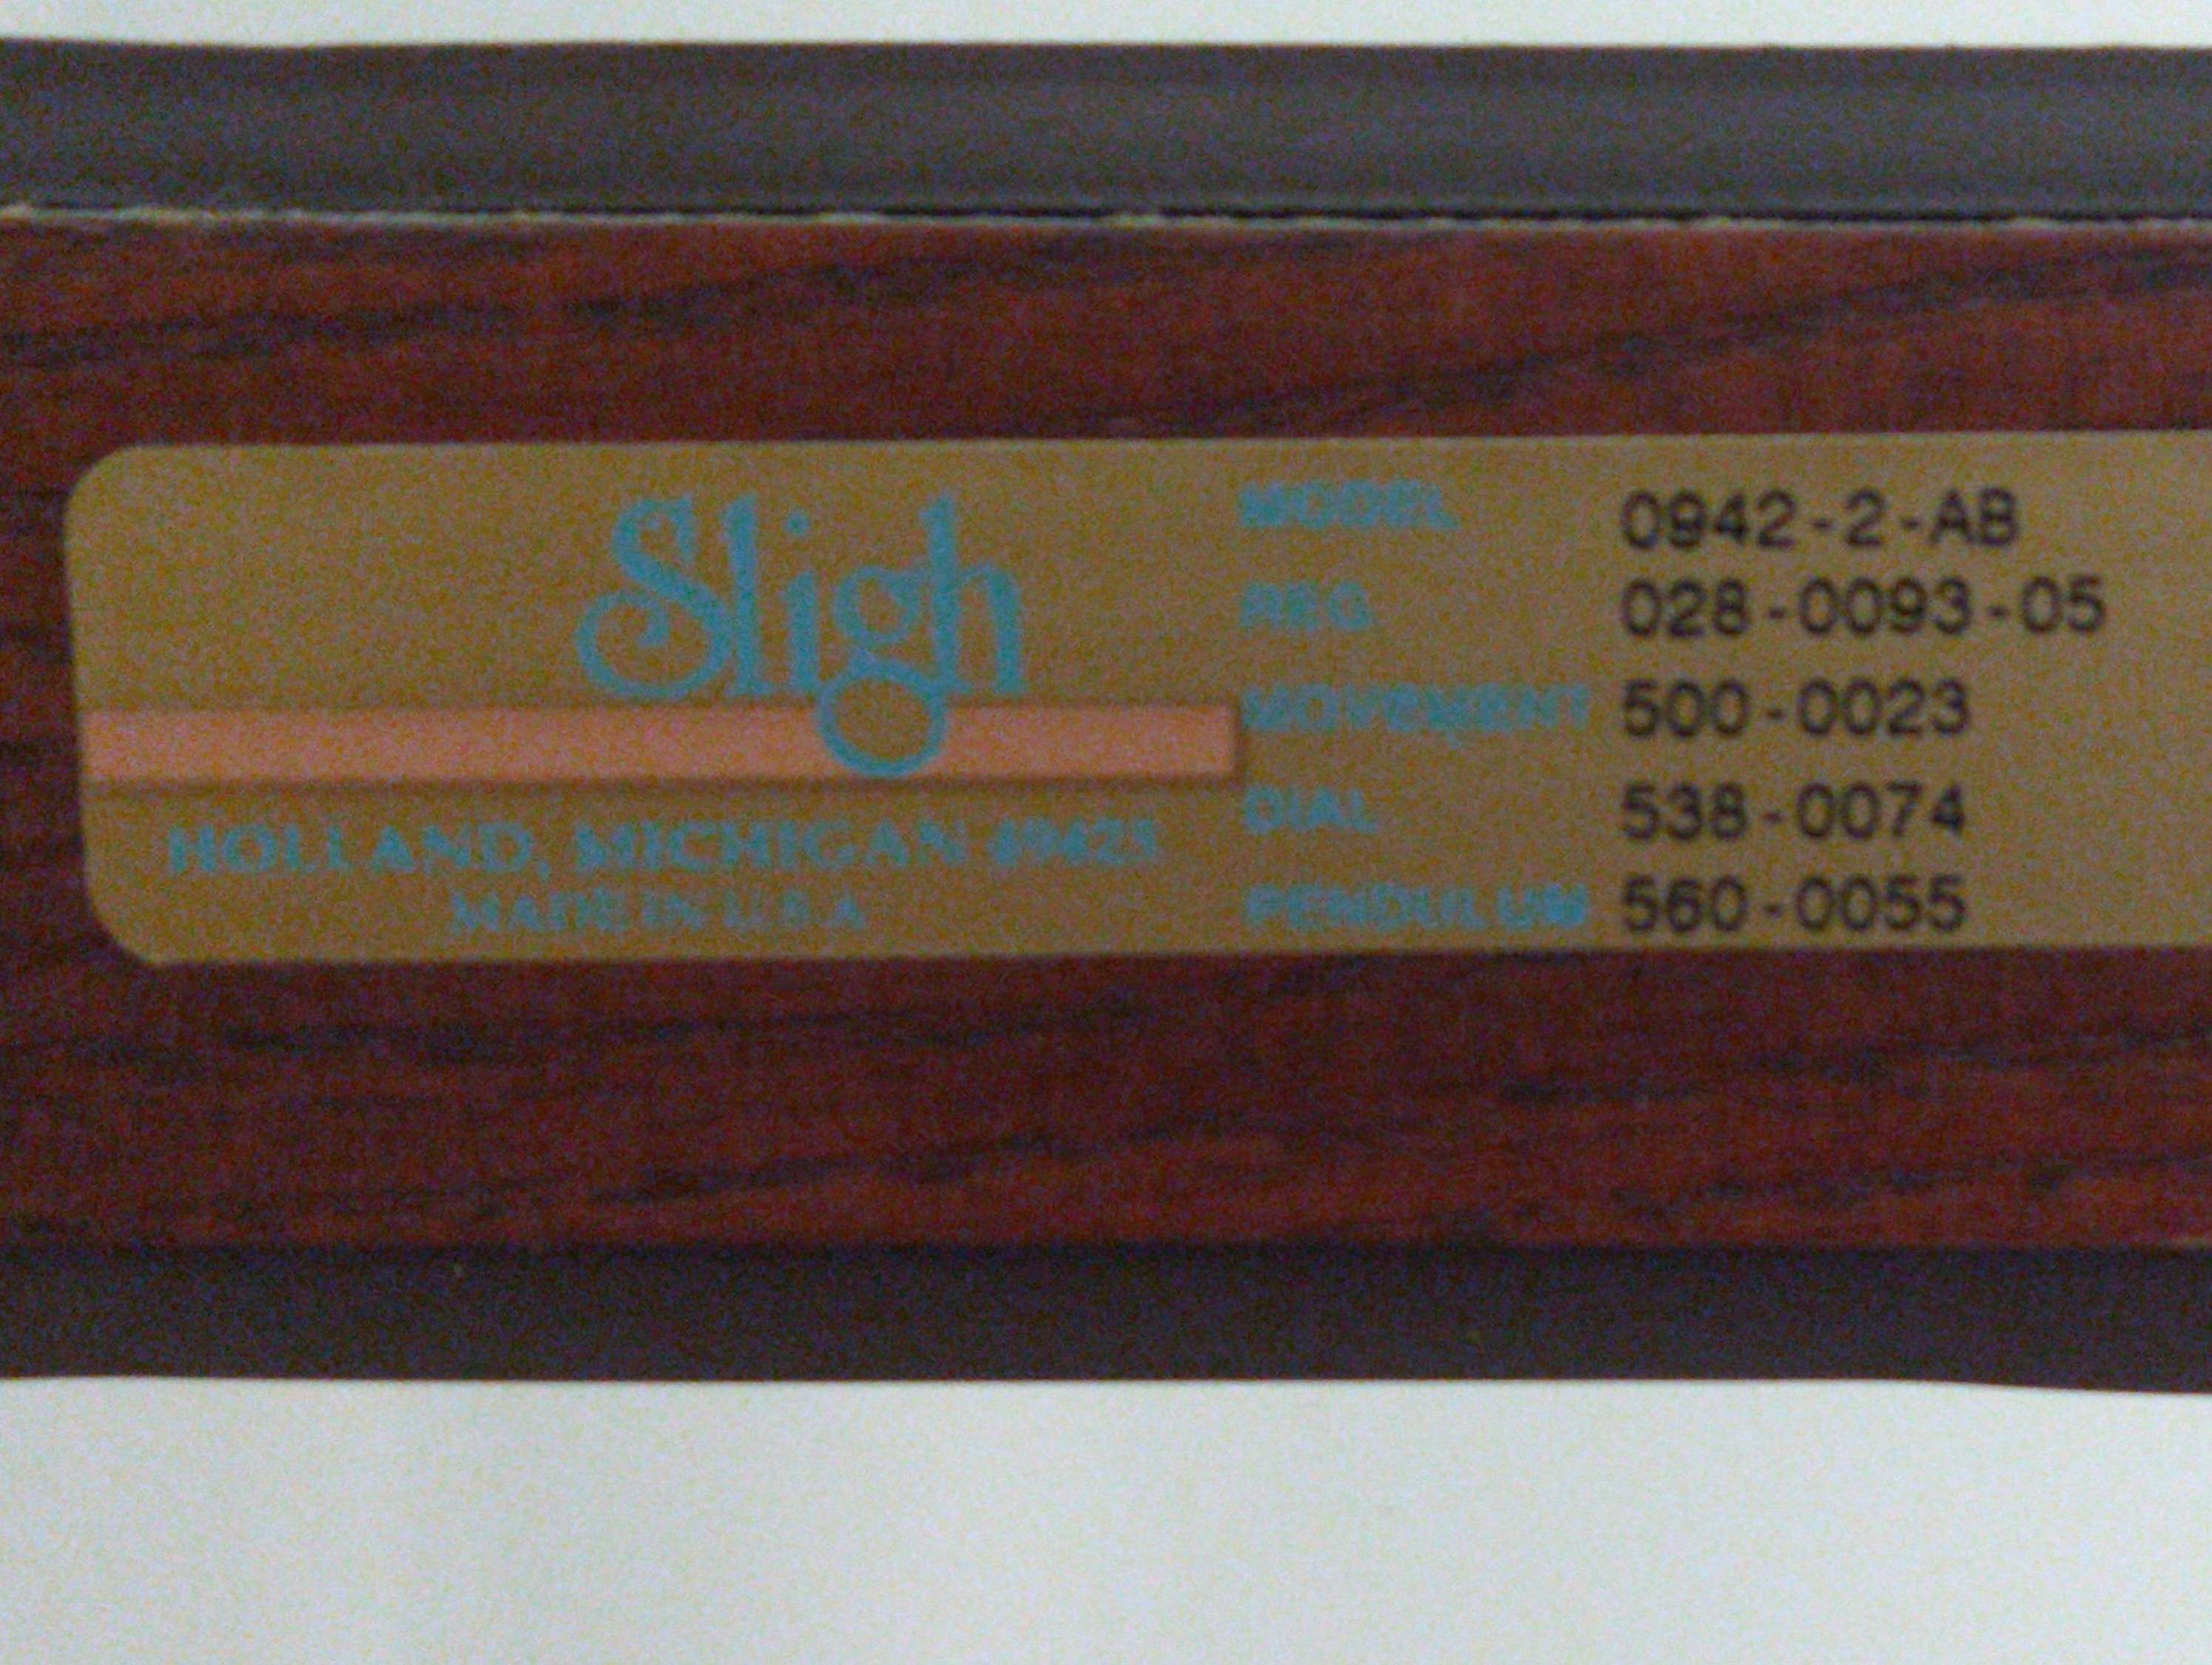 Sligh
HOLLAND, MICHIGAN 49423
MADE IN U.S.A
MODEL 0942-2-AB
REG. 028-0093-05
MOVEMENT 500-0023
DIAL 538-0074
PENDULUM 560-0055